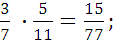 3/7 · 5/11 = 15/77;